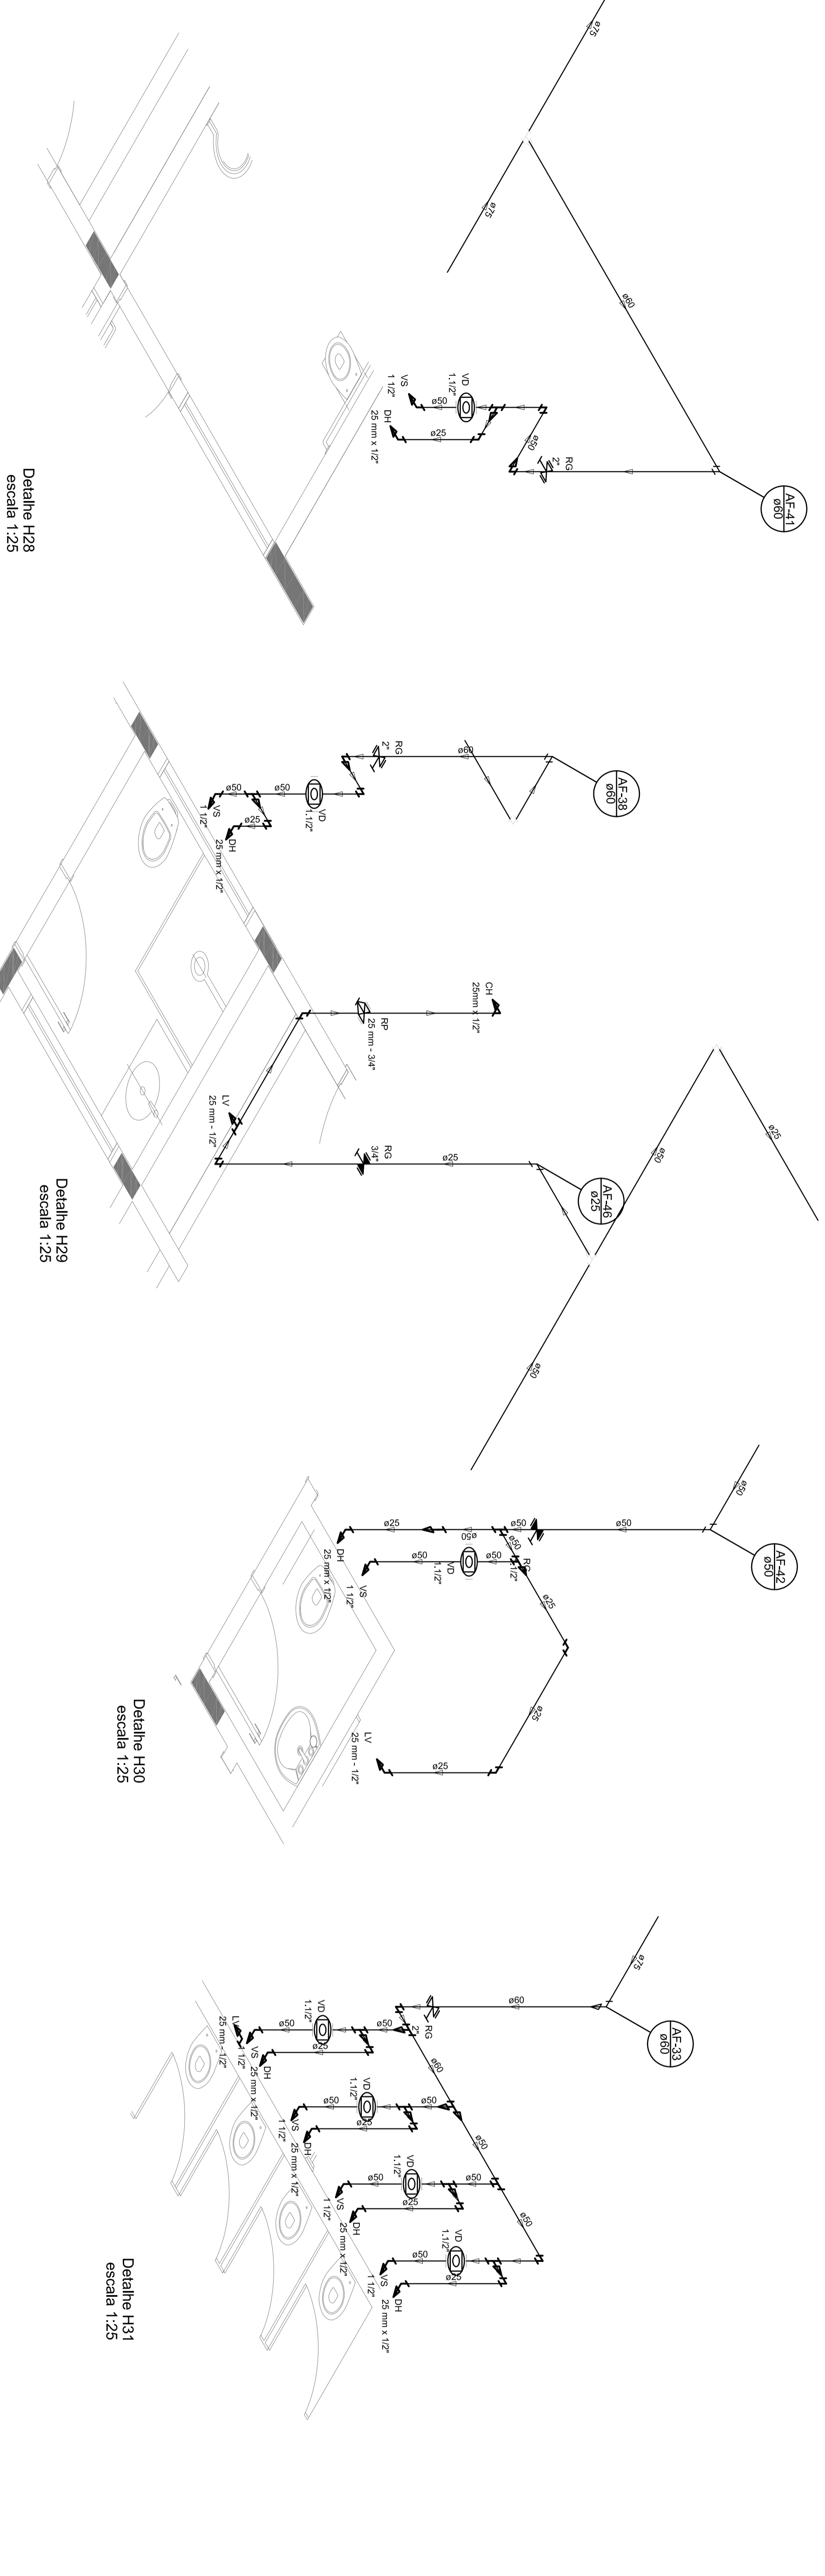 ø75
ø75
ø60
AF-41
ø60
VD
1.1/2"
VS
1 1/2"
ø50
DH
25 mm x 1/2"
ø25
ø50
RG
2"
Detalhe H28
escala 1:25
AF-38
ø60
ø60
RG
2"
VD
1.1/2"
ø50
ø50
VS
1 1/2"
ø25
DH
25 mm x 1/2"
CH
25mm x 1/2"
RP
25 mm - 3/4"
LV
25 mm - 1/2"
RG
3/4"
ø25
AF-46
ø25
ø25
ø50
ø50
Detalhe H29
escala 1:25
ø50
AF-42
ø50
ø50
ø50
ø50
ø50
RG
1.1/2"
ø25
DH
25 mm x 1/2"
ø50
ø50
VD
1.1/2"
VS
1 1/2"
ø25
ø25
ø25
LV
25 mm - 1/2"
Detalhe H30
escala 1:25
ø75
AF-33
ø60
ø60
RG
2"
ø60
ø50
ø50
VD
1.1/2"
ø50
ø50
ø25
LV
25 mm - 1/2"
VS
1 1/2"
DH
25 mm x 1/2"
VD
1.1/2"
ø50
ø50
ø25
VS
1 1/2"
DH
25 mm x 1/2"
VD
1.1/2"
ø50
ø50
ø25
VS
1 1/2"
DH
25 mm x 1/2"
VD
1.1/2"
ø50
ø25
VS
1 1/2"
DH
25 mm x 1/2"
Detalhe H31
escala 1:25